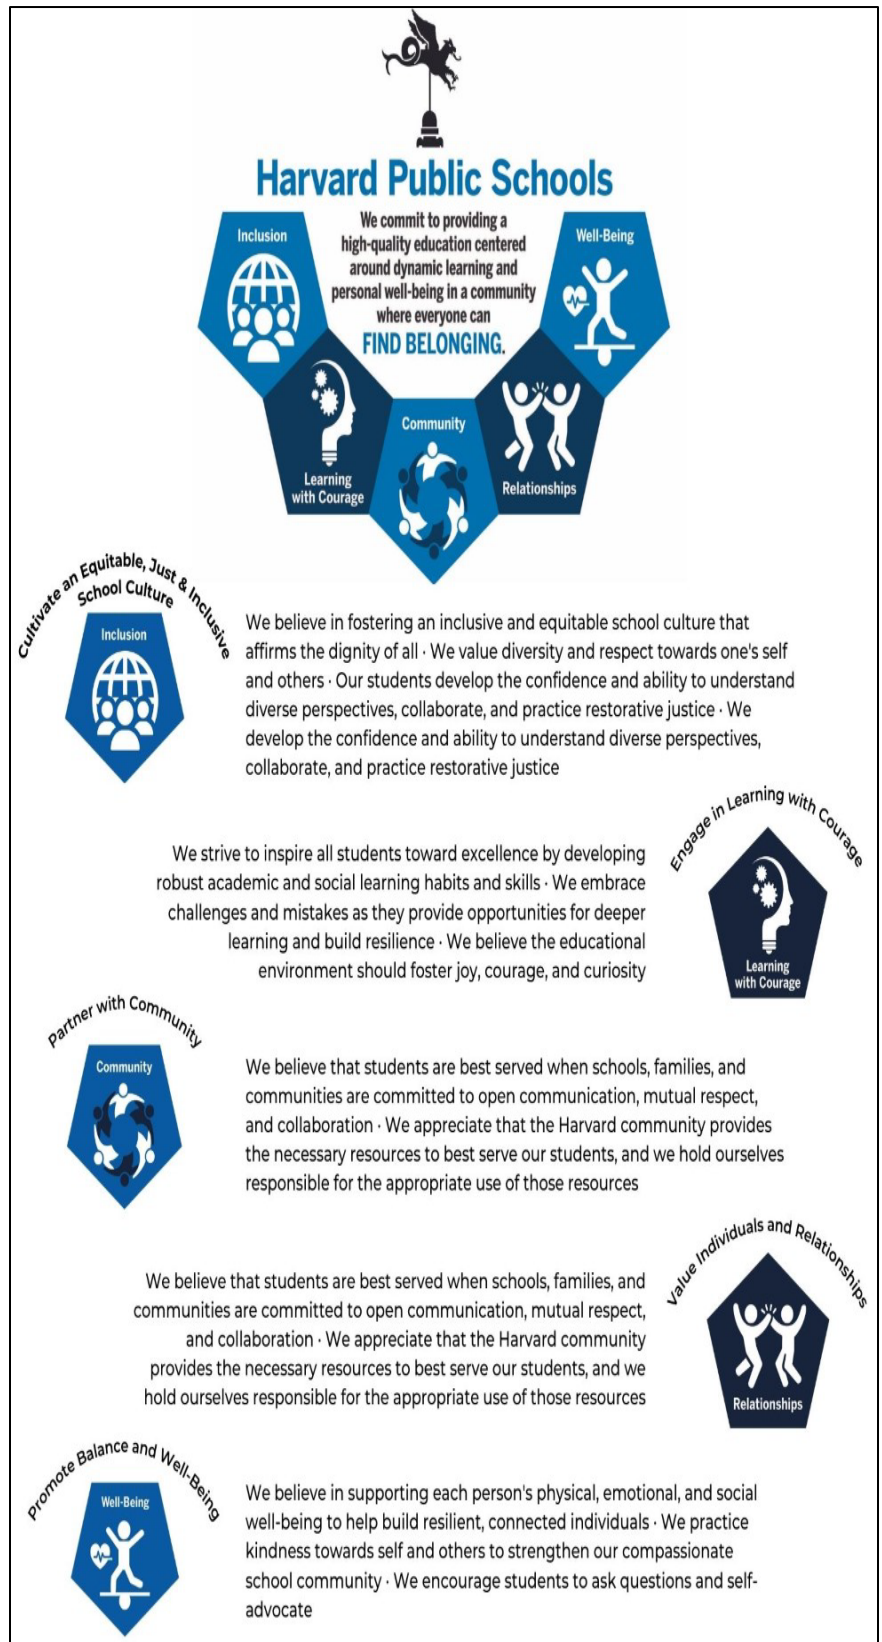 Harvard Public Schools
We commit to providing a
high-quality education centered
around dynamic learning and
personal well-being in a community
where everyone can
FIND BELONGING.
Inclusion
Learning
with Courage
Community
Relationships
Well-Being
Cultivate an Equitable, Just & Inclusive
School Culture
Inclusion
We believe in fostering an inclusive and equitable school culture that
affirms the dignity of all · We value diversity and respect towards one's self
and others · Our students develop the confidence and ability to understand
diverse perspectives, collaborate, and practice restorative justice · We
develop the confidence and ability to understand diverse perspectives,
collaborate, and practice restorative justice
Engage in Learning with Courage
Learning
with Courage
We strive to inspire all students toward excellence by developing
robust academic and social learning habits and skills · We embrace
challenges and mistakes as they provide opportunities for deeper
learning and build resilience · We believe the educational
environment should foster joy, courage, and curiosity
Partner with Community
Community
We believe that students are best served when schools, families, and
communities are committed to open communication, mutual respect,
and collaboration · We appreciate that the Harvard community provides
the necessary resources to best serve our students, and we hold ourselves
responsible for the appropriate use of those resources
Value Individuals and Relationships
Relationships
We believe that students are best served when schools, families, and
communities are committed to open communication, mutual respect,
and collaboration · We appreciate that the Harvard community
provides the necessary resources to best serve our students, and we
hold ourselves responsible for the appropriate use of those resources
Promote Balance and Well-Being
Well-Being
We believe in supporting each person's physical, emotional, and social
well-being to help build resilient, connected individuals · We practice
kindness towards self and others to strengthen our compassionate
school community · We encourage students to ask questions and self-
advocate